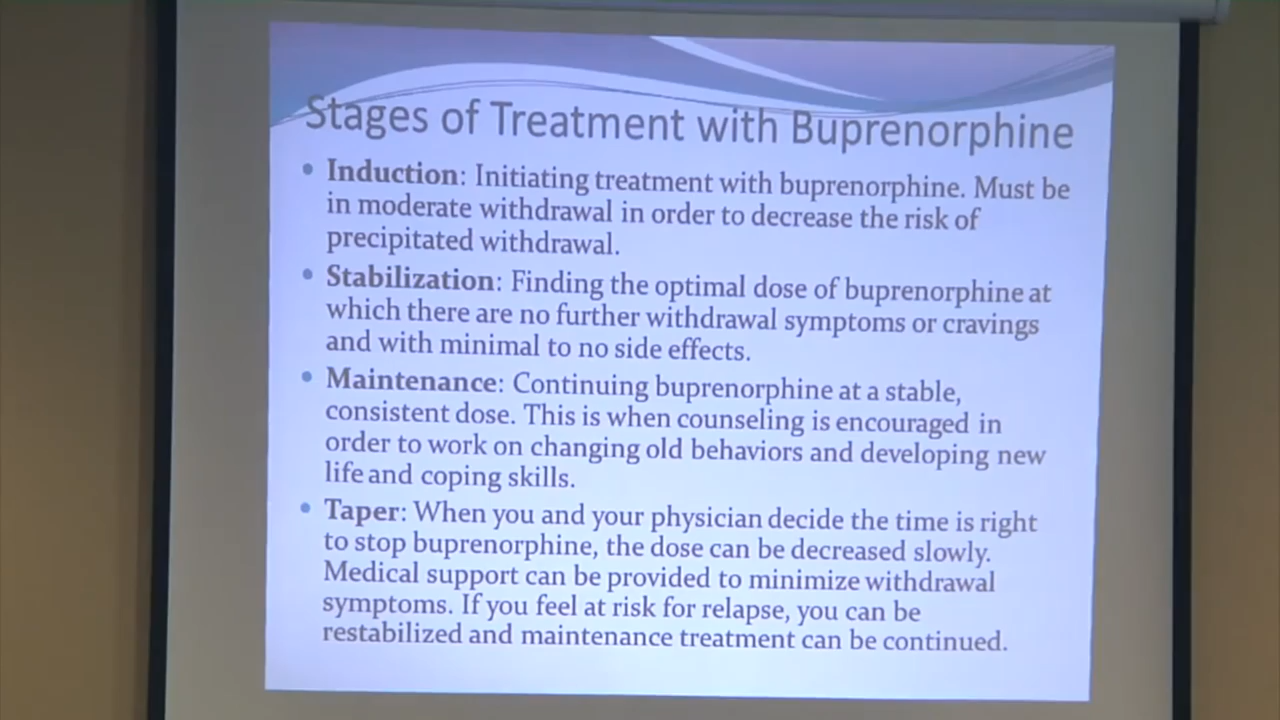 Stages of Treatment with Buprenorphine
• Induction: Initiating treatment with buprenorphine. Must be
in moderate withdrawal in order to decrease the risk of
precipitated withdrawal.
• Stabilization: Finding the optimal dose of buprenorphine at
which there are no further withdrawal symptoms or cravings
and with minimal to no side effects.
• Maintenance: Continuing buprenorphine at a stable,
consistent dose. This is when counseling is encouraged in
order to work on changing old behaviors and developing new
life and coping skills.
• Taper: When you and your physician decide the time is right
to stop buprenorphine, the dose can be decreased slowly.
Medical support can be provided to minimize withdrawal
symptoms. If you feel at risk for relapse, you can be
restabilized and maintenance treatment can be continued.